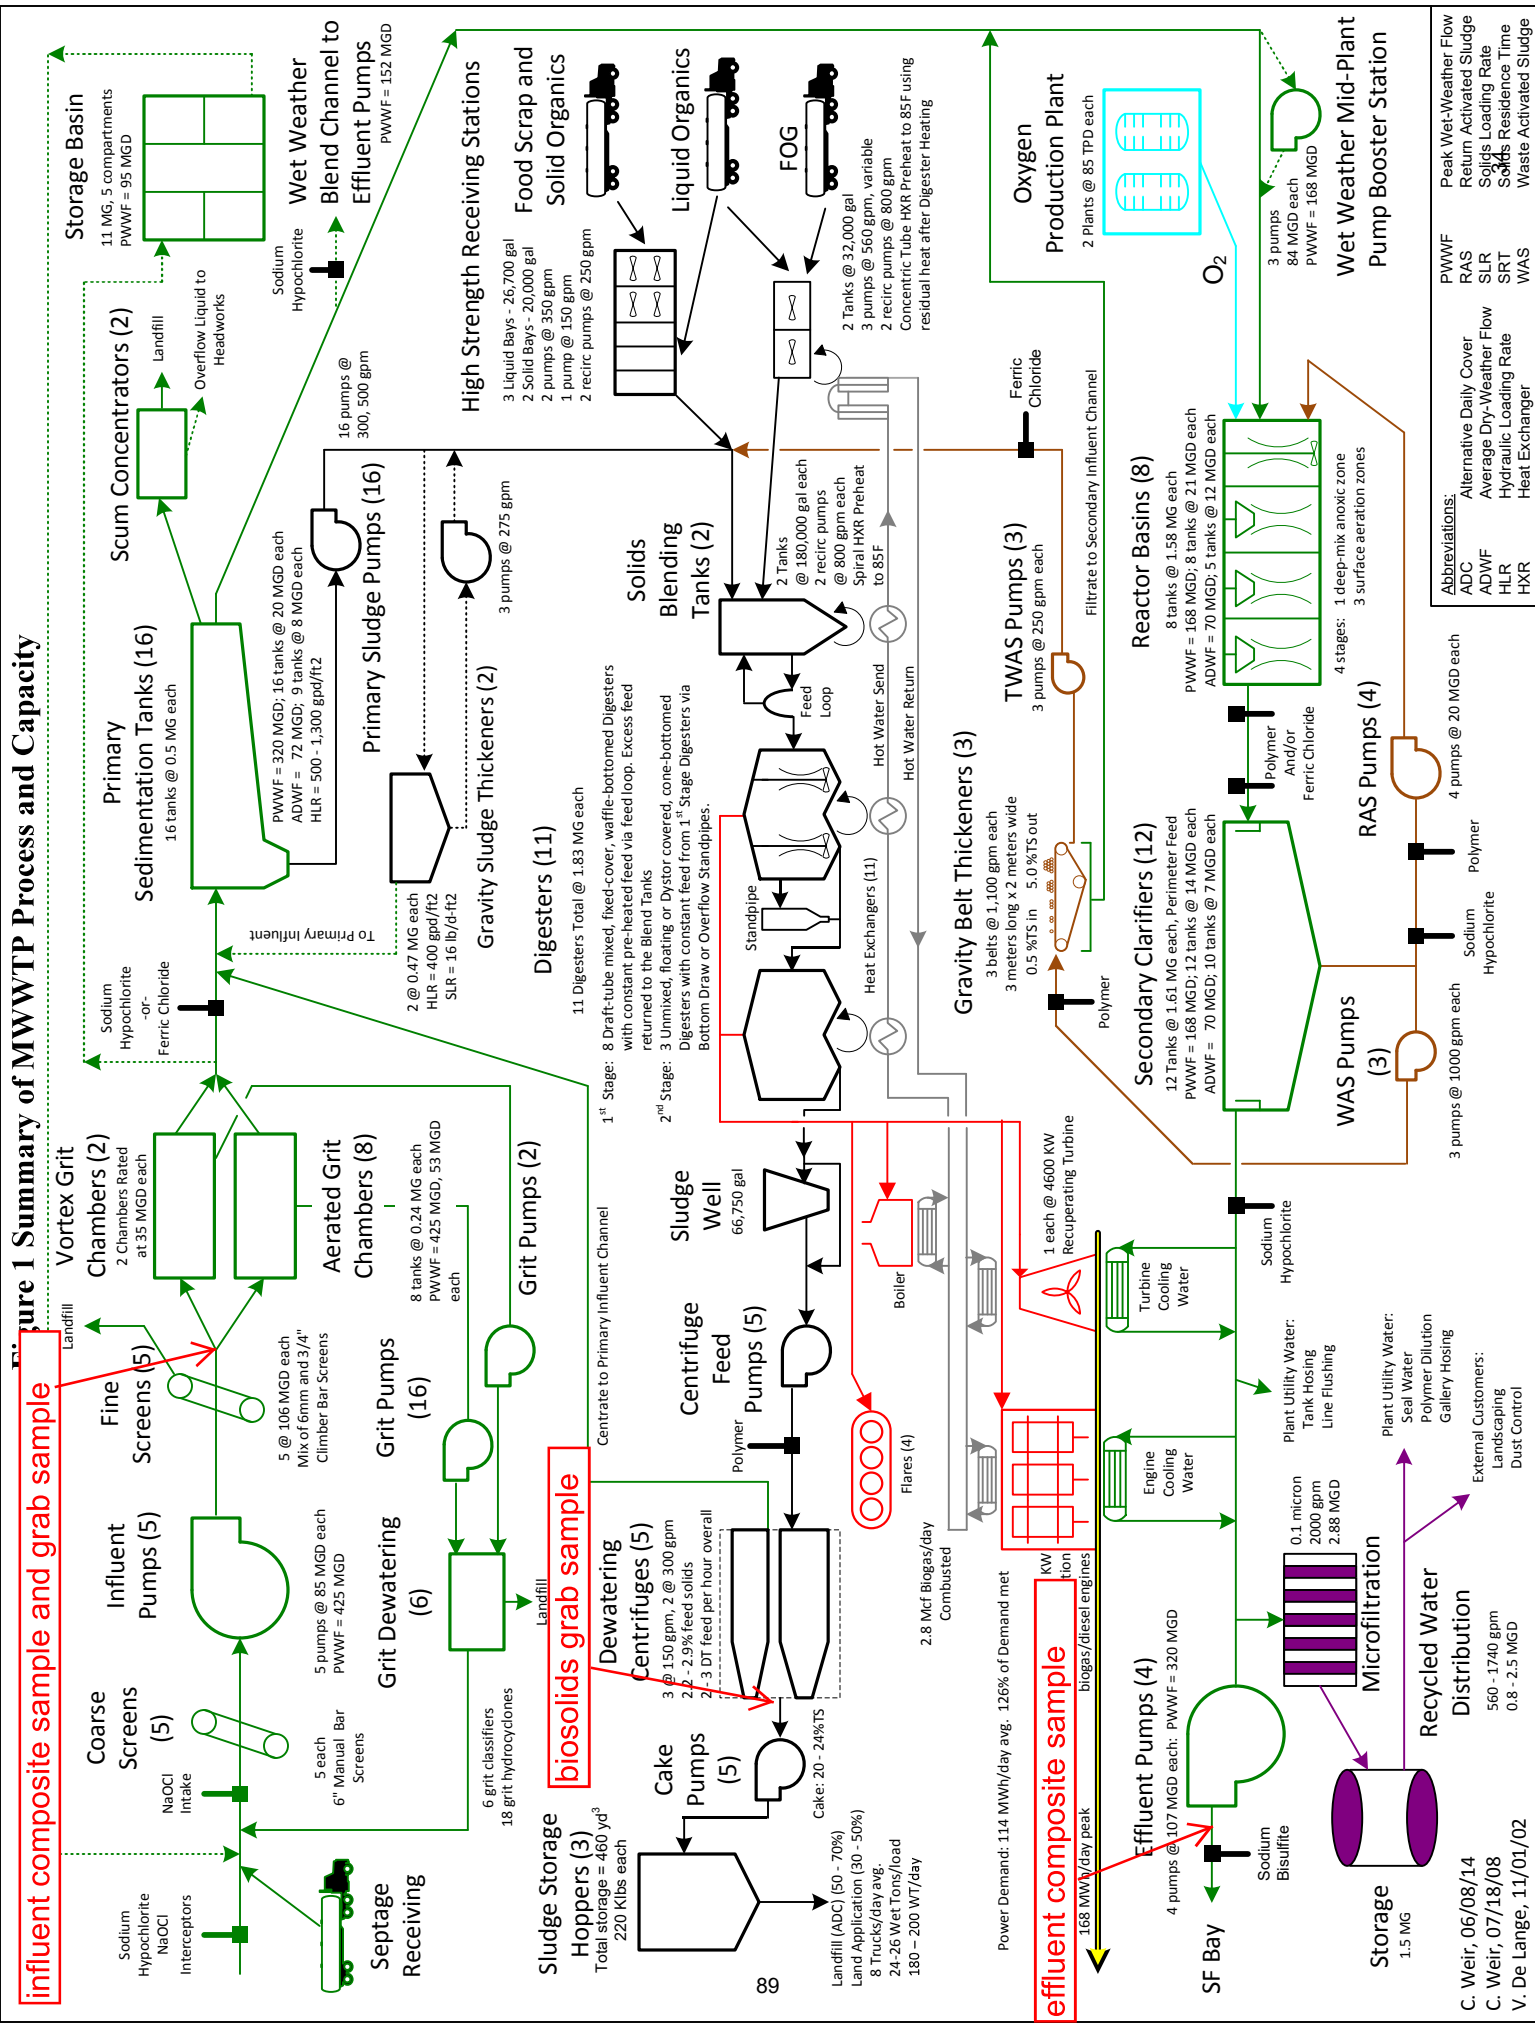 Figure 1 Summary of MWWTP Process and Capacity
influent composite sample and grab sample
Sodium
Hypochlorite
NaOCl
Interceptors
Septage
Receiving
NaOCl
Intake
Coarse
Screens
(5)
5 each
6" Manual Bar
Screens
Influent
Pumps (5)
5 pumps @ 85 MGD each
PWWF = 425 MGD
Fine
Screens (5)
5 @ 106 MGD each
Mix of 6mm and 3/4"
Climber Bar Screens
Landfill
Vortex Grit
Chambers (2)
2 Chambers Rated
at 35 MGD each
Aerated Grit
Chambers (8)
8 tanks @ 0.24 MG each
PWWF = 425 MGD, 53 MGD
each
Grit Pumps (2)
Grit Pumps
(16)
Grit Dewatering
(6)
Landfill
6 grit classifiers
18 grit hydrocyclones
Sodium
Hypochlorite
-or-
Ferric Chloride
To Primary Influent
Primary
Sedimentation Tanks (16)
16 tanks @ 0.5 MG each
PWWF = 320 MGD; 16 tanks @ 20 MGD each
ADWF = 72 MGD; 9 tanks @ 8 MGD each
HLR = 500 - 1,300 gpd/ft2
Scum Concentrators (2)
Landfill
Overflow Liquid to
Headworks
Storage Basin
11 MG, 5 compartments
PWWF = 95 MGD
Wet Weather
Blend Channel to
Effluent Pumps
PWWF = 152 MGD
Sodium
Hypochlorite
Primary Sludge Pumps (16)
16 pumps @
300, 500 gpm
3 pumps @ 275 gpm
2 @ 0.47 MG each
HLR = 400 gpd/ft2
SLR = 16 lb/d-ft2
Gravity Sludge Thickeners (2)
High Strength Receiving Stations
3 Liquid Bays - 26,700 gal
2 Solid Bays - 20,000 gal
2 pumps @ 350 gpm
1 pump @ 150 gpm
2 recirc pumps @ 250 gpm
Food Scrap and
Solid Organics
Liquid Organics
FOG
2 Tanks @ 32,000 gal
3 pumps @ 560 gpm, variable
2 recirc pumps @ 800 gpm
Concentric Tube HXR Preheat to 85F using
residual heat after Digester Heating
Solids
Blending
Tanks (2)
2 Tanks
@ 180,000 gal each
2 recirc pumps
@ 800 gpm each
Spiral HXR Preheat
to 85F
Feed
Loop
Digesters (11)
11 Digesters Total @ 1.83 MG each
1st Stage: 8 Draft-tube mixed, fixed-cover, waffle-bottomed Digesters
with constant pre-heated feed via feed loop. Excess feed
returned to the Blend Tanks
2nd Stage: 3 Unmixed, floating or Dystor covered, cone-bottomed
Digesters with constant feed from 1st Stage Digesters via
Bottom Draw or Overflow Standpipes.
Standpipe
Heat Exchangers (11)
Hot Water Send
Hot Water Return
Sludge
Well
66,750 gal
Centrifuge
Feed
Pumps (5)
Polymer
Centrate to Primary Influent Channel
biosolids grab sample
Dewatering
Centrifuges (5)
3 @ 150 gpm, 2 @ 300 gpm
2.2 - 2.9% feed solids
2 - 3 DT feed per hour overall
Cake
Pumps
(5)
Cake: 20 - 24%TS
Sludge Storage
Hoppers (3)
Total storage = 460 yd3
220 Klbs each
Landfill (ADC) (50 - 70%)
Land Application (30 - 50%)
8 Trucks/day avg.
24-26 Wet Tons/load
180 – 200 WT/day
89
Flares (4)
Boiler
2.8 Mcf Biogas/day
Combusted
1 each @ 4600 KW
Recuperating Turbine
KW
tion
biogas/diesel engines
Power Demand: 114 MWh/day avg. 126% of Demand met
168 MWh/day peak
effluent composite sample
Gravity Belt Thickeners (3)
3 belts @ 1,100 gpm each
3 meters long x 2 meters wide
0.5 %TS in 5.0 %TS out
Polymer
TWAS Pumps (3)
3 pumps @ 250 gpm each
Ferric
Chloride
Filtrate to Secondary Influent Channel
Oxygen
Production Plant
2 Plants @ 85 TPD each
O2
3 pumps
84 MGD each
PWWF = 168 MGD
Wet Weather Mid-Plant
Pump Booster Station
Reactor Basins (8)
8 tanks @ 1.58 MG each
PWWF = 168 MGD; 8 tanks @ 21 MGD each
ADWF = 70 MGD; 5 tanks @ 12 MGD each
4 stages: 1 deep-mix anoxic zone
3 surface aeration zones
Polymer
And/or
Ferric Chloride
Secondary Clarifiers (12)
12 Tanks @ 1.61 MG each, Perimeter Feed
PWWF = 168 MGD; 12 tanks @ 14 MGD each
ADWF = 70 MGD; 10 tanks @ 7 MGD each
RAS Pumps (4)
4 pumps @ 20 MGD each
Polymer
Sodium
Hypochlorite
WAS Pumps
(3)
3 pumps @ 1000 gpm each
Sodium
Hypochlorite
Turbine
Cooling
Water
Engine
Cooling
Water
Plant Utility Water:
Tank Hosing
Line Flushing
Plant Utility Water:
Seal Water
Polymer Dilution
Gallery Hosing
External Customers:
Landscaping
Dust Control
0.1 micron
2000 gpm
2.88 MGD
Microfiltration
Recycled Water
Distribution
560 - 1740 gpm
0.8 - 2.5 MGD
Storage
1.5 MG
Effluent Pumps (4)
4 pumps @ 107 MGD each: PWWF = 320 MGD
Sodium
Bisulfite
SF Bay
C. Weir, 06/08/14
C. Weir, 07/18/08
V. De Lange, 11/01/02
Abbreviations:
ADC Alternative Daily Cover
ADWF Average Dry-Weather Flow
HLR Hydraulic Loading Rate
HXR Heat Exchanger
PWWF Peak Wet-Weather Flow
RAS Return Activated Sludge
SLR Solids Loading Rate
SRT Solids Residence Time
WAS Waste Activated Sludge
34